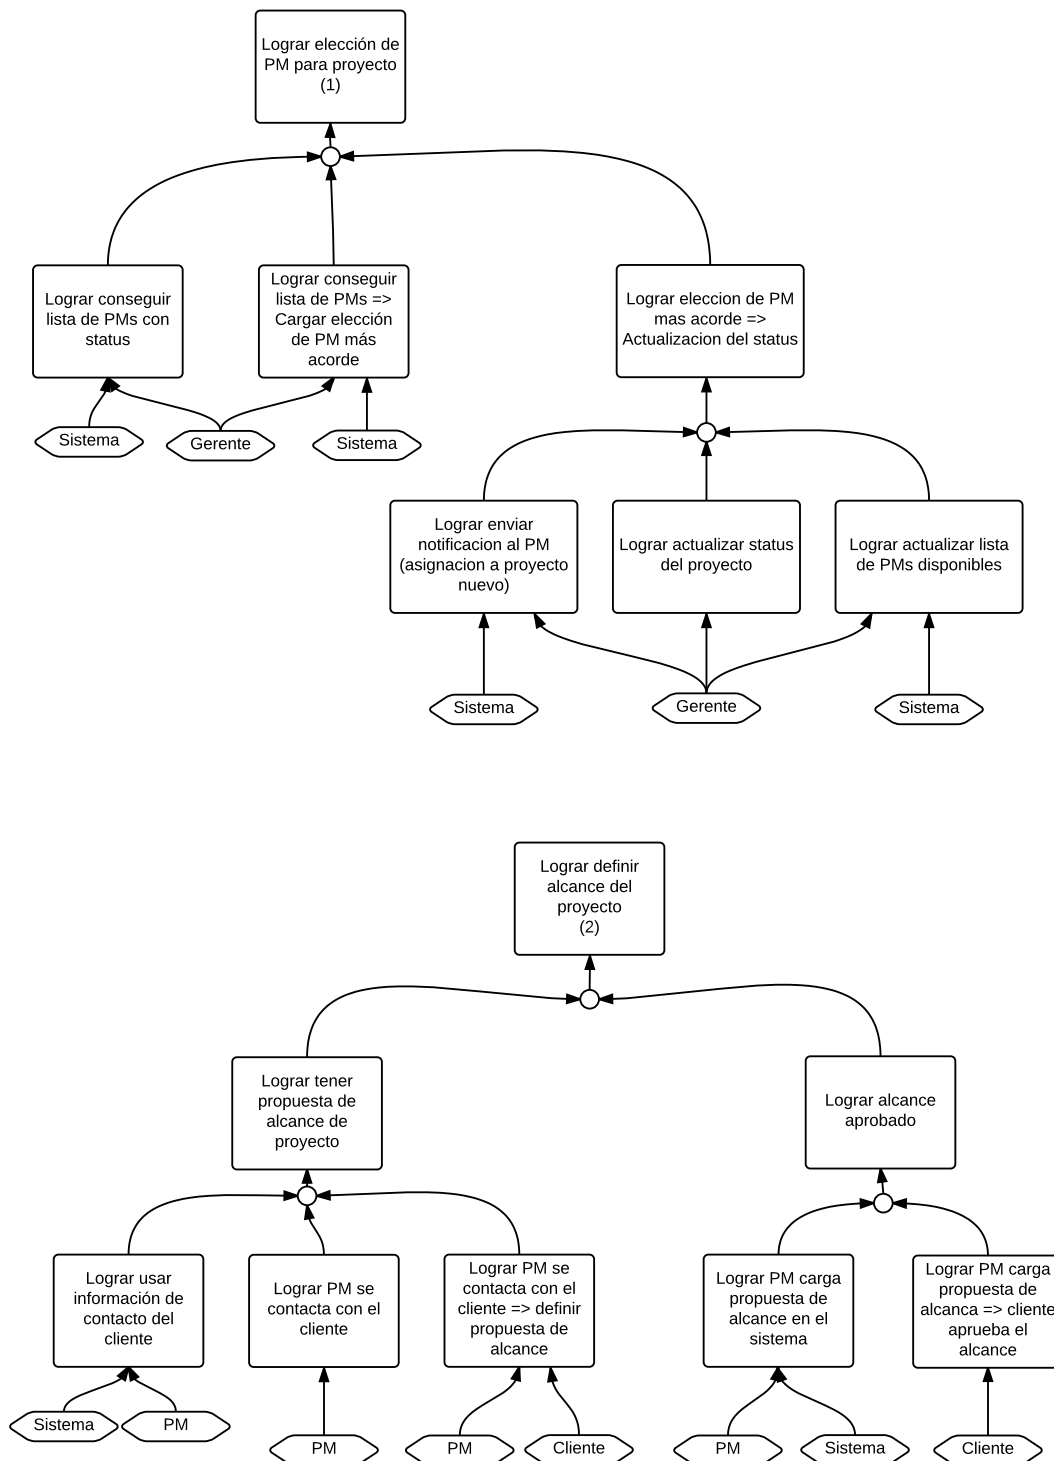 Lograr elección de
PM para proyecto
(1)
Lograr conseguir
lista de PMs con
status
Lograr conseguir
lista de PMs =>
Cargar elección
de PM más
acorde
Lograr eleccion de PM
mas acorde =>
Actualizacion del status
Sistema
Gerente
Sistema
Lograr enviar
notificacion al PM
(asignacion a proyecto
nuevo)
Lograr actualizar status
del proyecto
Lograr actualizar lista
de PMs disponibles
Sistema
Gerente
Sistema
Lograr definir
alcance del
proyecto
(2)
Lograr tener
propuesta de
alcance de
proyecto
Lograr alcance
aprobado
Lograr usar
información de
contacto del
cliente
Lograr PM se
contacta con el
cliente
Lograr PM se
contacta con el
cliente => definir
propuesta de
alcance
Lograr PM carga
propuesta de
alcance en el
sistema
Lograr PM carga
propuesta de
alcanca => cliente
aprueba el
alcance
Sistema
PM
PM
PM
Cliente
PM
Sistema
Cliente